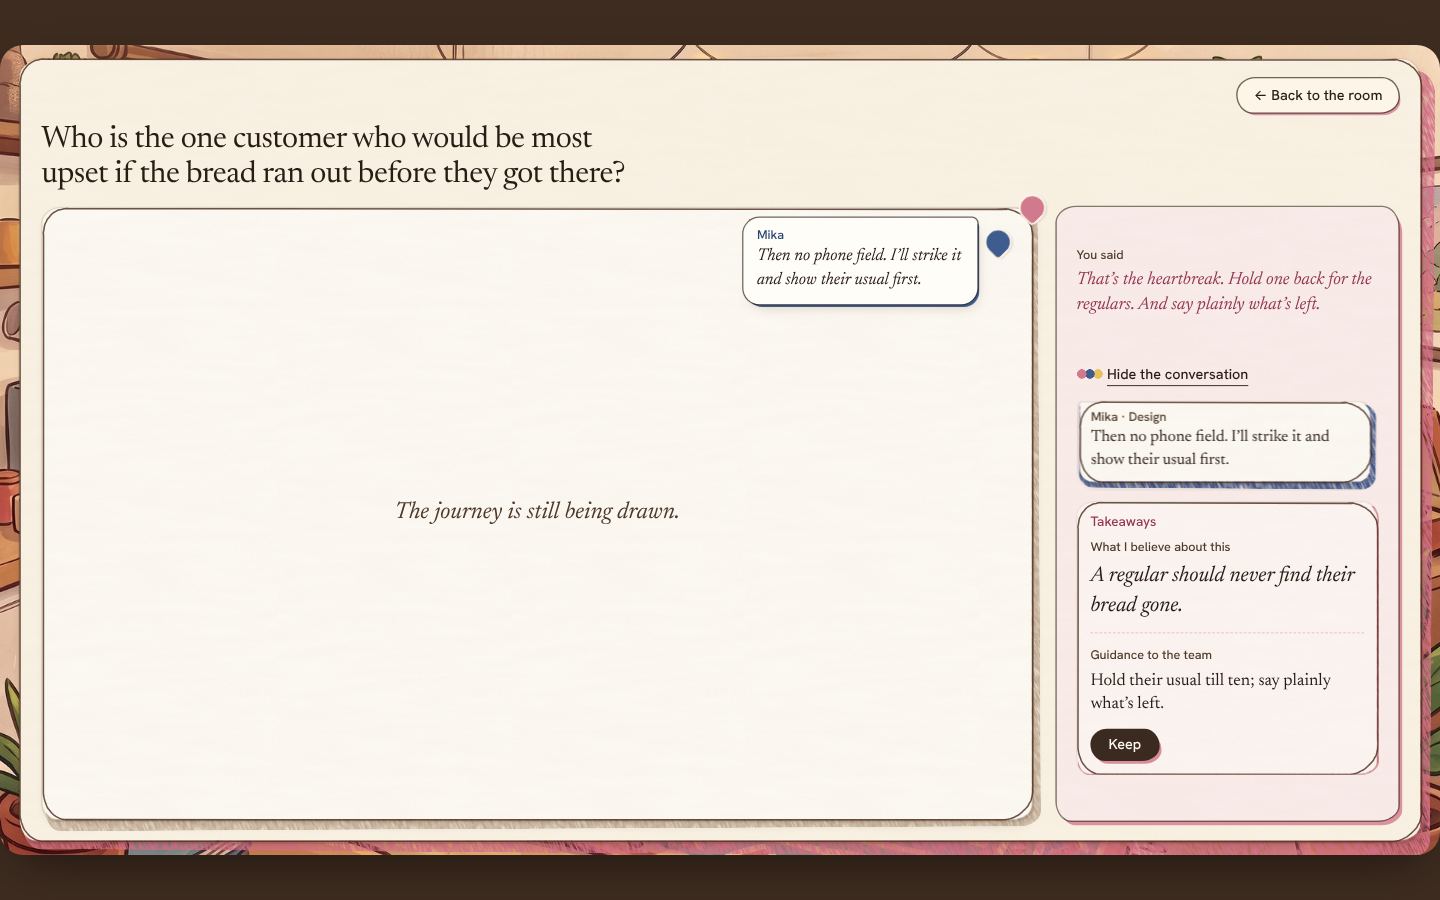 ← Back to the room
Who is the one customer who would be most
upset if the bread ran out before they got there?
Mika
Then no phone field. I’ll strike it
and show their usual first.
The journey is still being drawn.
You said
That’s the heartbreak. Hold one back for the
regulars. And say plainly what’s left.
Hide the conversation
Mika · Design
Then no phone field. I’ll strike it and
show their usual first.
Takeaways
What I believe about this
A regular should never find their
bread gone.
Guidance to the team
Hold their usual till ten; say plainly
what’s left.
Keep